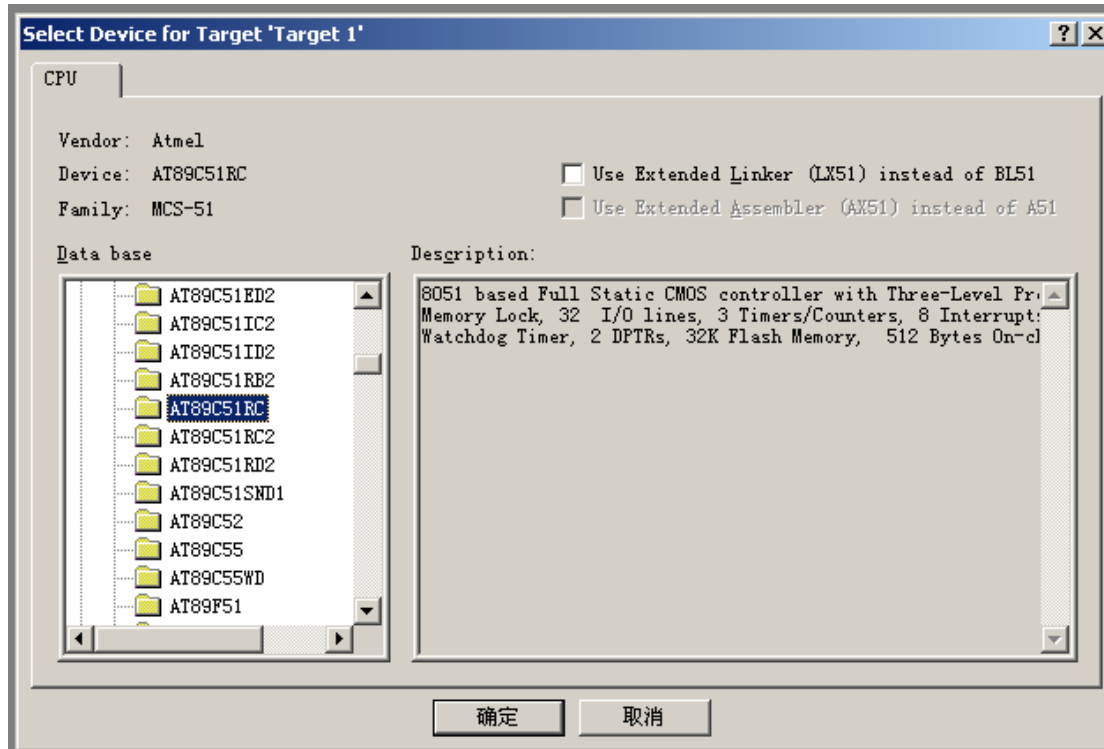 Select Device for Target 'Target 1'
CPU
Vendor: Atmel
Device: AT89C51RC
Family: MCS-51
Use Extended Linker (LX51) instead of BL51
Use Extended Assembler (AX51) instead of A51
Data base
AT89C51ED2
AT89C51IC2
AT89C51ID2
AT89C51RB2
AT89C51RC
AT89C51RC2
AT89C51RD2
AT89C51SND1
AT89C52
AT89C55
AT89C55WD
AT89F51
Description:
8051 based Full Static CMOS controller with Three-Level
Memory Lock, 32 I/O lines, 3 Timers/Counters, 8
Watchdog Timer, 2 DPTRs, 32K Flash Memory, 512 Bytes
确定
取消